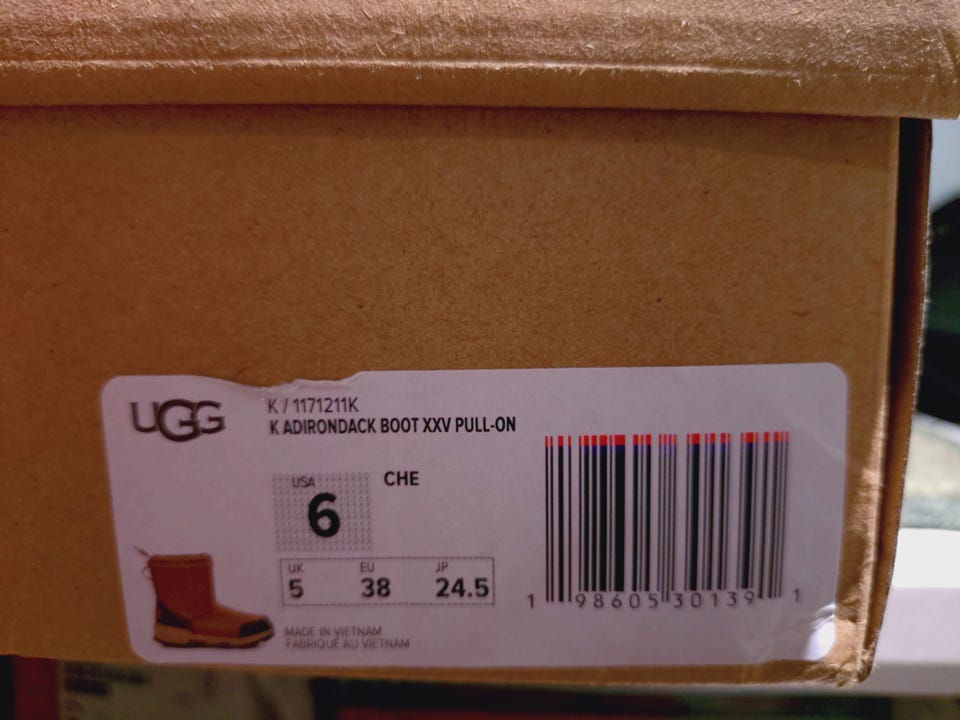 UGG
K / 1171211K
K ADIRONDACK BOOT XXV PULL-ON
USA
6
CHE
UK EU JP
5 38 24.5
MADE IN VIETNAM
FABRIQUÉ AU VIETNAM
1 98605 30139 1